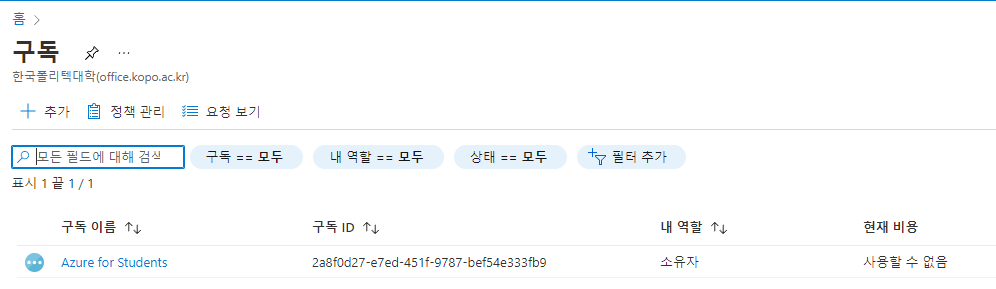 홈
구독
한국폴리텍대학(office.kopo.ac.kr)
추가 정책 관리 요청 보기
모든 필드에 대해 검색 구독 == 모두 내 역할 == 모두 상태 == 모두 필터 추가
표시 1 끝 1 / 1
구독 이름 구독 ID 내 역할 현재 비용
Azure for Students 2a8f0d27-e7ed-451f-9787-bef54e333fb9 소유자 사용할 수 없음